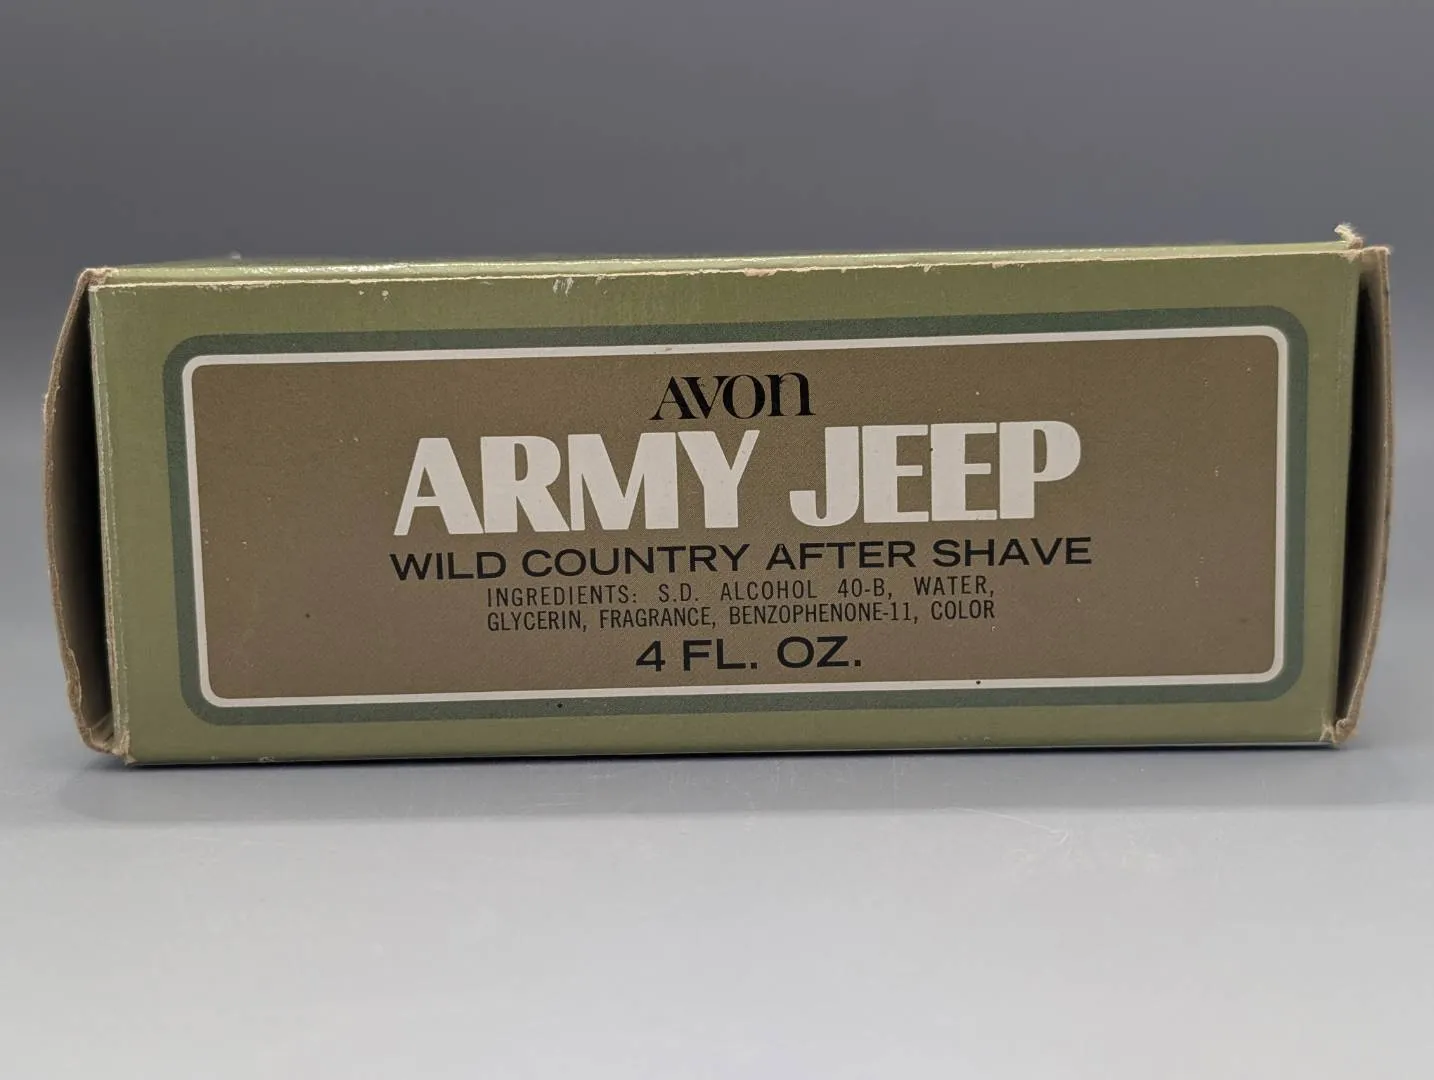 AVON
ARMY JEEP
WILD COUNTRY AFTER SHAVE
INGREDIENTS: S.D. ALCOHOL 40-B, WATER,
GLYCERIN, FRAGRANCE, BENZOPHENONE-11, COLOR
4 FL. OZ.